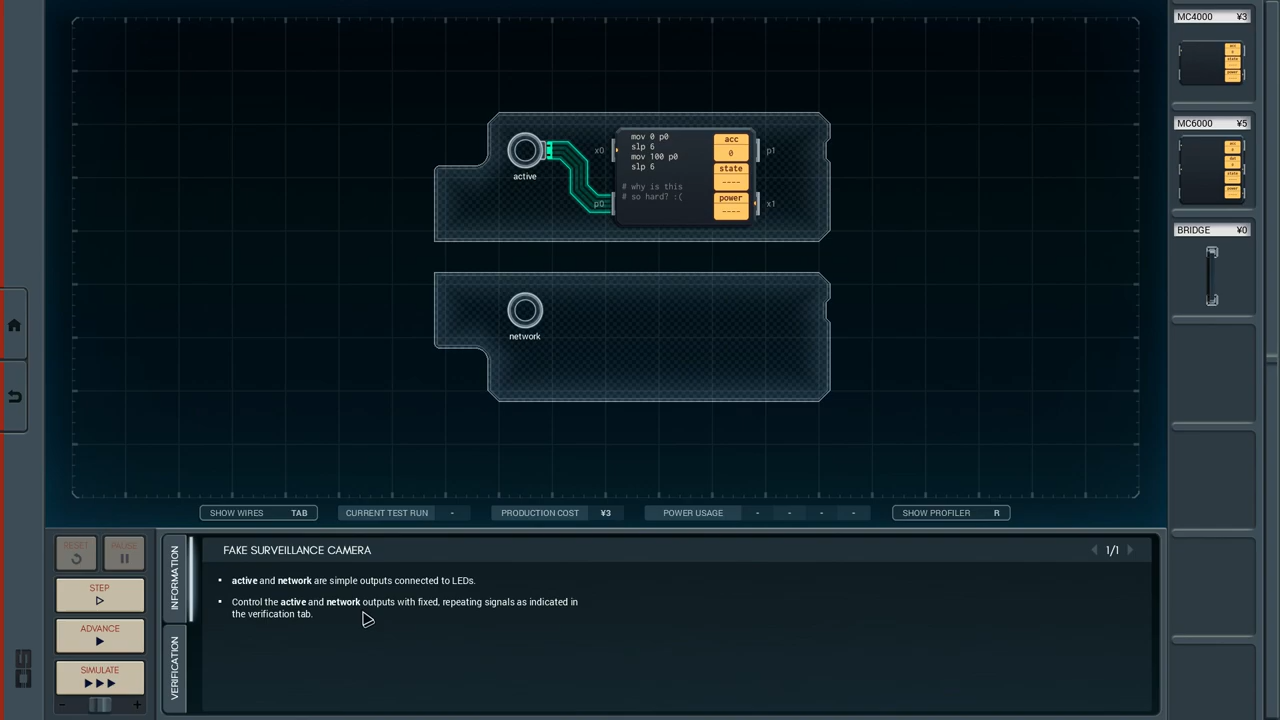 MC4000 ¥3
acc
0
state
----
power
----
MC6000 ¥5
BRIDGE ¥0
active
x0
p0
mov 0 p0
slp 6
mov 100 p0
slp 6
# why is this
# so hard? :(
acc
0
state
----
power
----
p1
x1
network
SHOW WIRES TAB
CURRENT TEST RUN -
PRODUCTION COST ¥3
POWER USAGE - - - -
SHOW PROFILER R
RESET
PAUSE
STEP
ADVANCE
SIMULATE
- +
INFORMATION
VERIFICATION
FAKE SURVEILLANCE CAMERA
1/1
▪ active and network are simple outputs connected to LEDs.
▪ Control the active and network outputs with fixed, repeating signals as indicated in
the verification tab.